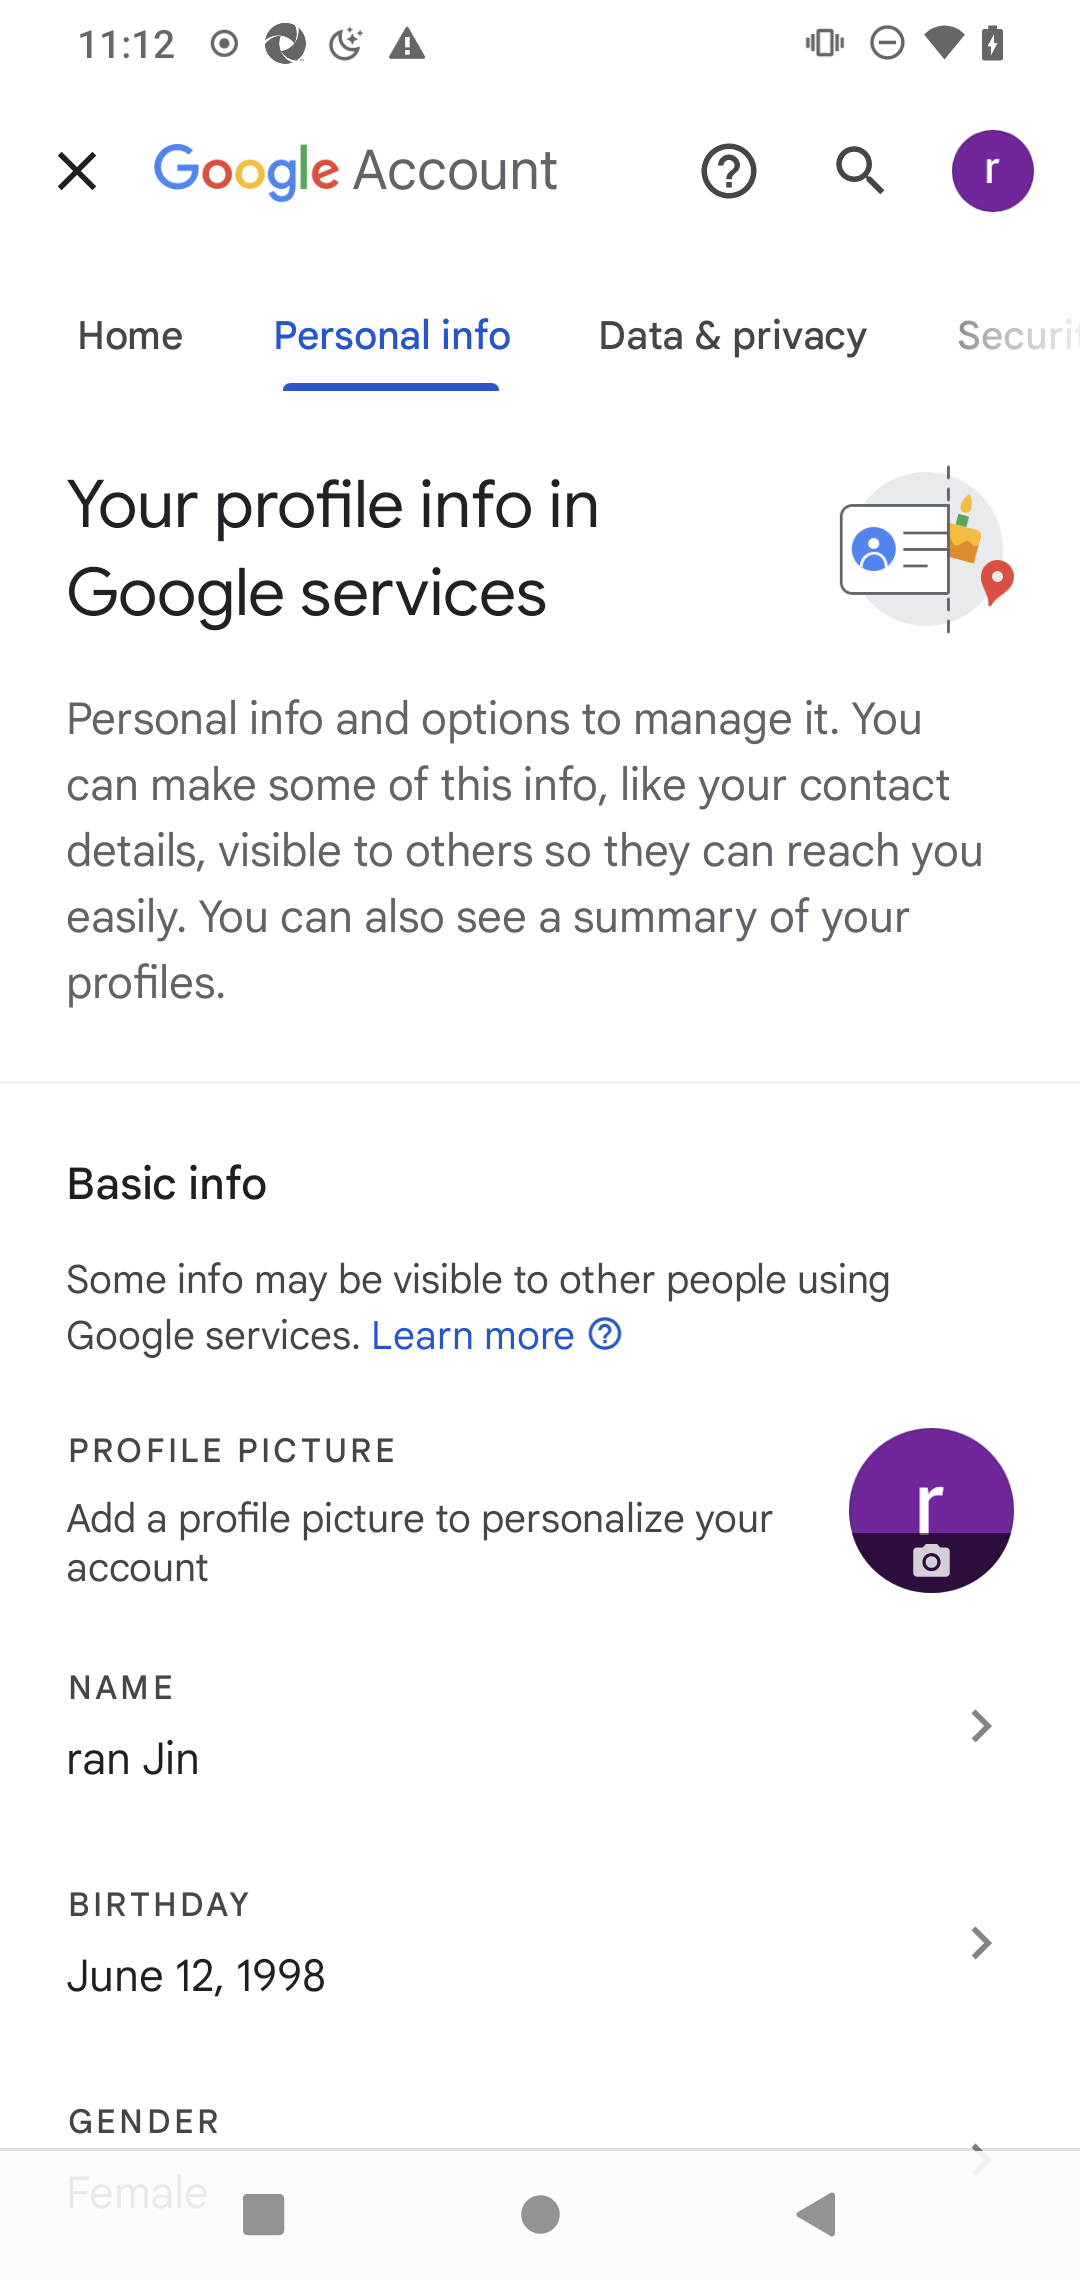 11:12
Google Account
r
Home Personal info Data & privacy Securit
Your profile info in
Google services
Personal info and options to manage it. You
can make some of this info, like your contact
details, visible to others so they can reach you
easily. You can also see a summary of your
profiles.
Basic info
Some info may be visible to other people using
Google services. Learn more
PROFILE PICTURE
Add a profile picture to personalize your
account
r
NAME
ran Jin
BIRTHDAY
June 12, 1998
GENDER
Female